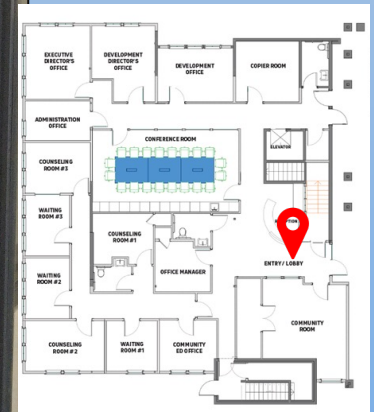 EXECUTIVE
DIRECTOR'S
OFFICE
DEVELOPMENT
DIRECTOR'S
OFFICE
DEVELOPMENT
OFFICE
COPIER ROOM
ADMINISTRATION
OFFICE
CONFERENCE ROOM
ELEVATOR
COUNSELING
ROOM #3
WAITING
ROOM #3
COUNSELING
ROOM #1
ENTRY / LOBBY
WAITING
ROOM #2
OFFICE MANAGER
COMMUNITY
ROOM
COUNSELING
ROOM #2
WAITING
ROOM #1
COMMUNITY
ED OFFICE